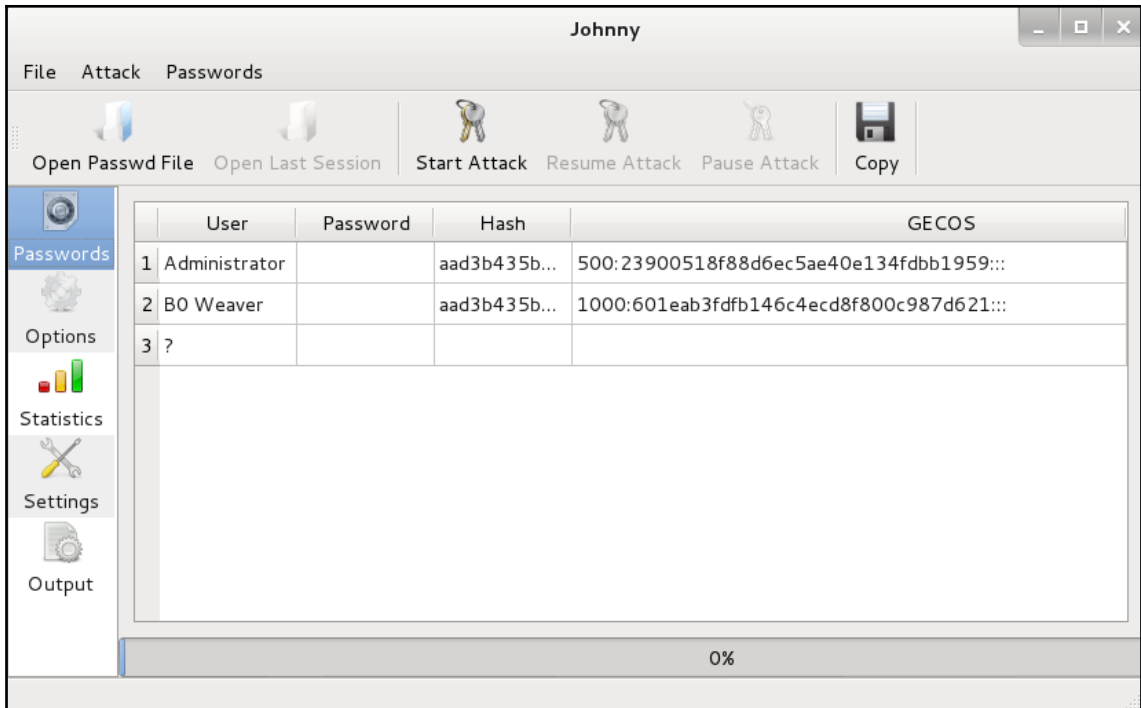 Johnny
File Attack Passwords
Open Passwd File Open Last Session Start Attack Resume Attack Pause Attack Copy
Passwords
Options
Statistics
Settings
Output
User Password Hash GECOS
1 Administrator aad3b435b... 500:23900518f88d6ec5ae40e134fdbb1959:::
2 B0 Weaver aad3b435b... 1000:601eab3fdfb146c4ecd8f800c987d621:::
3 ?
0%